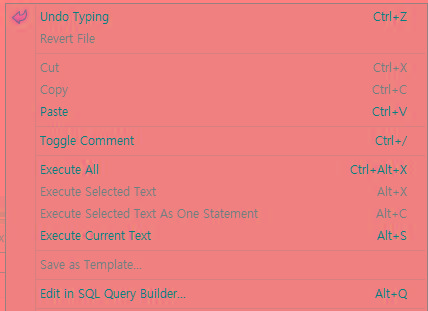 Undo Typing Ctrl+Z
Revert File
Cut Ctrl+X
Copy Ctrl+C
Paste Ctrl+V
Toggle Comment Ctrl+/
Execute All Ctrl+Alt+X
Execute Selected Text Alt+X
Execute Selected Text As One Statement Alt+C
Execute Current Text Alt+S
Save as Template...
Edit in SQL Query Builder... Alt+Q